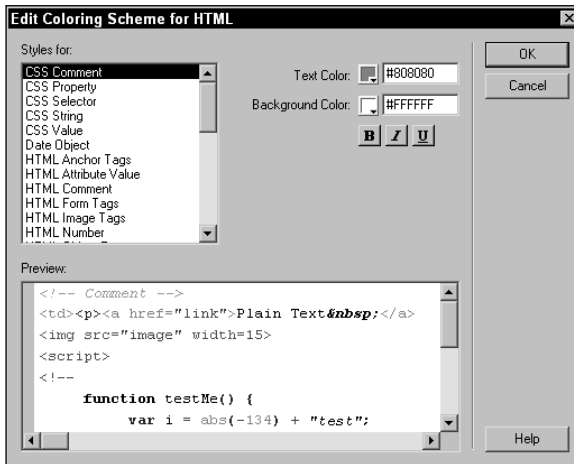 Edit Coloring Scheme for HTML
Styles for:
CSS Comment
CSS Property
CSS Selector
CSS String
CSS Value
Date Object
HTML Anchor Tags
HTML Attribute Value
HTML Comment
HTML Form Tags
HTML Image Tags
HTML Number
Text Color: #808080
Background Color: #FFFFFF
B I U
OK
Cancel
Preview:
<!-- Comment -->
<td><p><a href="link">Plain Text&nbsp;</a>
<img src="image" width=15>
<script>
<!--
function testMe() {
var i = abs(-134) + "test";
Help